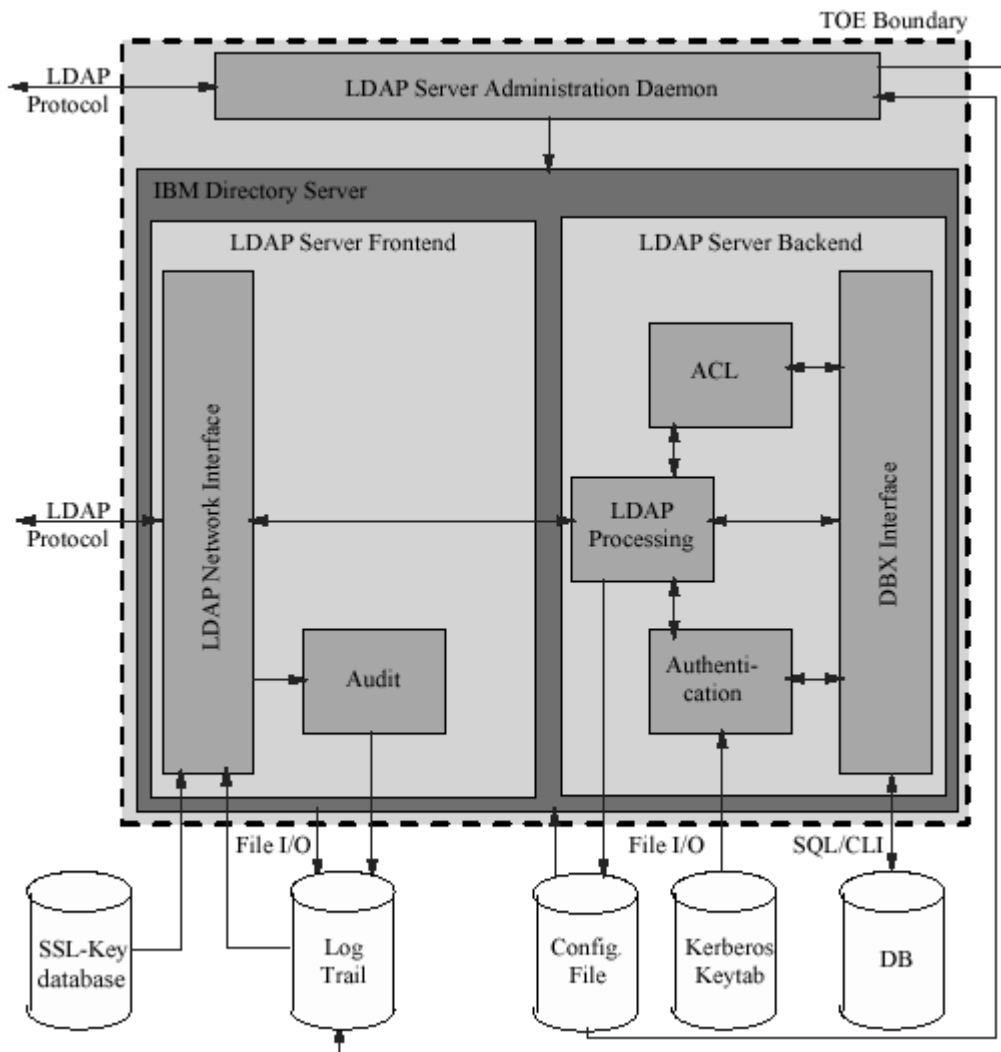 TOE Boundary
LDAP
Protocol
LDAP Server Administration Daemon
IBM Directory Server
LDAP Server Frontend
LDAP Server Backend
LDAP Network Interface
ACL
DBX Interface
LDAP
Protocol
LDAP
Processing
Audit
Authenti-
cation
File I/O
File I/O
SQL/CLI
SSL-Key
database
Log
Trail
Config.
File
Kerberos
Keytab
DB